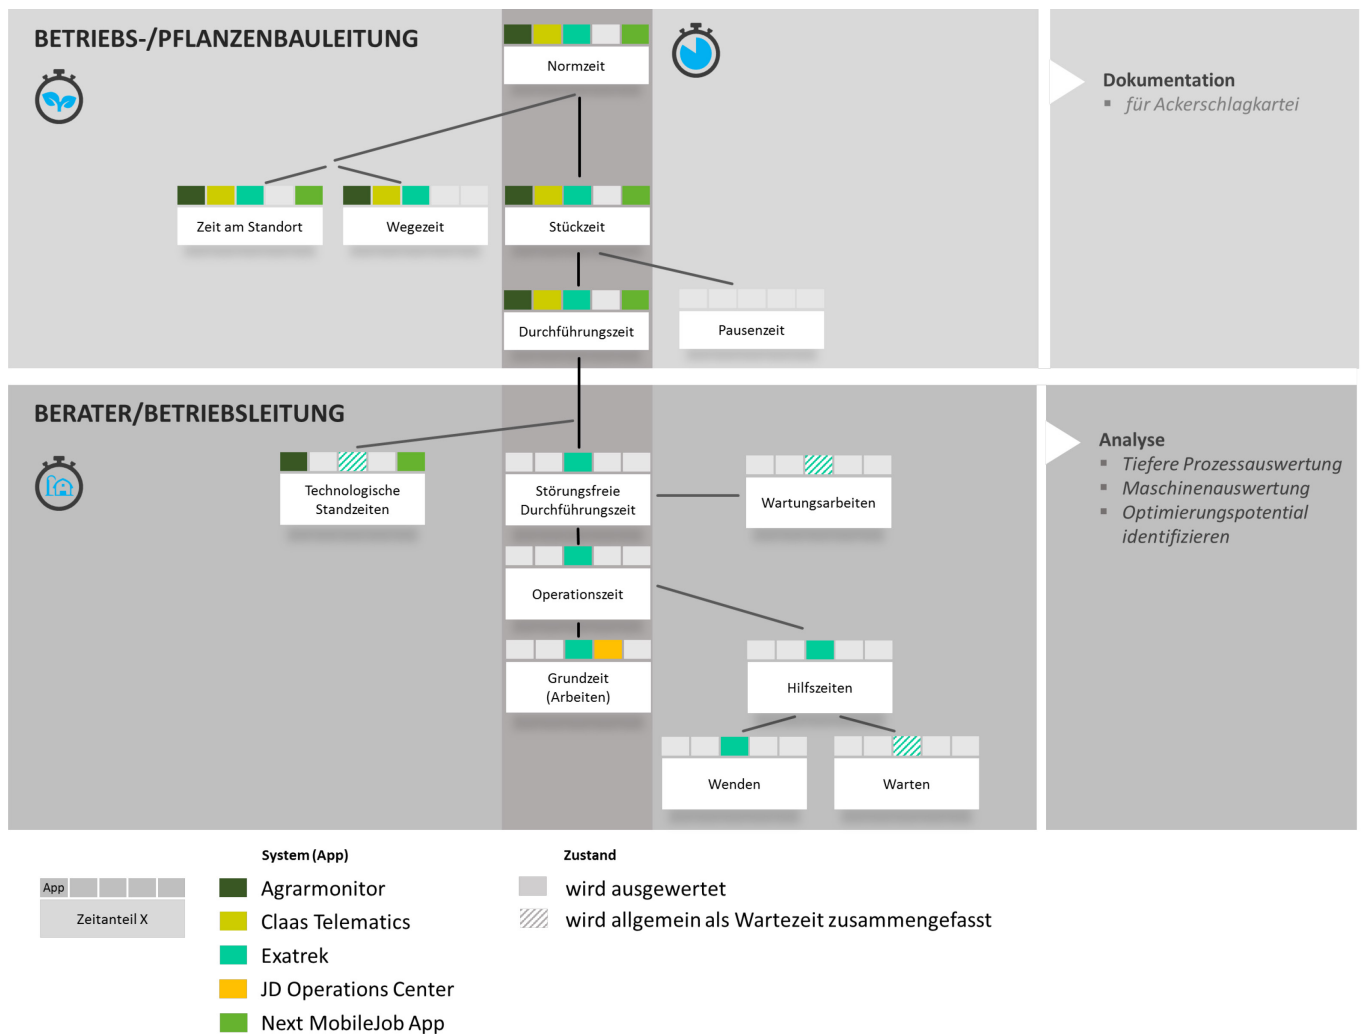 BETRIEBS-/PFLANZENBAULEITUNG
Normzeit
Dokumentation
▪ für Ackerschlagkartei
Zeit am Standort
Wegezeit
Stückzeit
Durchführungszeit
Pausenzeit
BERATER/BETRIEBSLEITUNG
Technologische
Standzeiten
Störungsfreie
Durchführungszeit
Wartungsarbeiten
Analyse
▪ Tiefere Prozessauswertung
▪ Maschinenauswertung
▪ Optimierungspotential
identifizieren
Operationszeit
Grundzeit
(Arbeiten)
Hilfszeiten
Wenden
Warten
App
Zeitanteil X
System (App)
Agrarmonitor
Claas Telematics
Exatrek
JD Operations Center
Next MobileJob App
Zustand
wird ausgewertet
wird allgemein als Wartezeit zusammengefasst